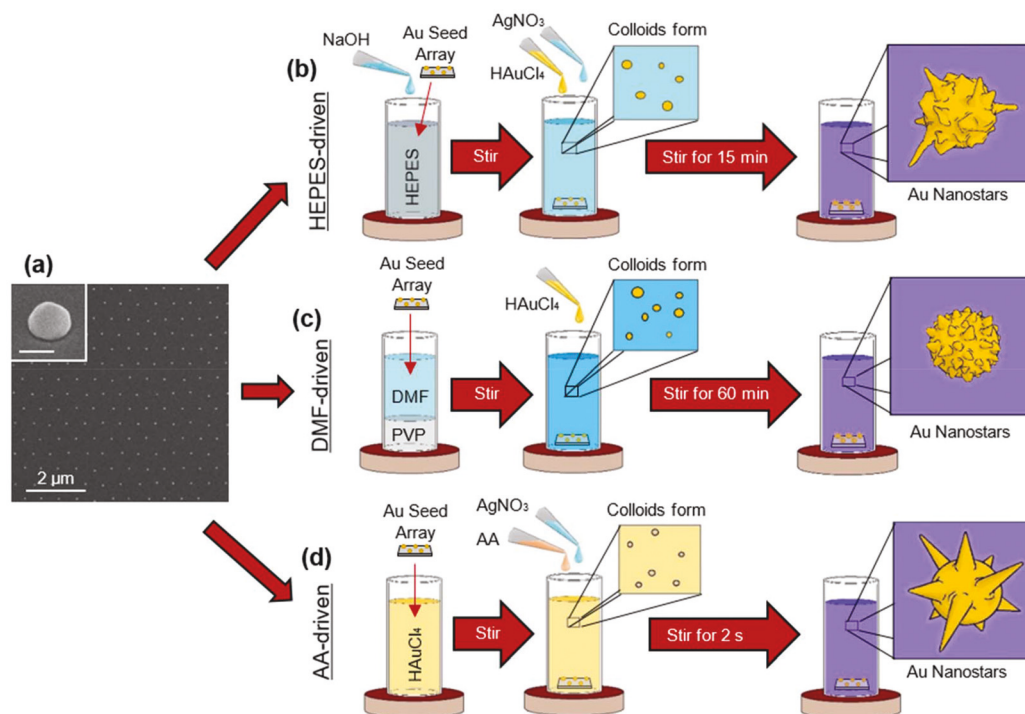 (a)
2 µm
(b)
HEPES-driven
NaOH
Au Seed
Array
HEPES
Stir
AgNO₃
HAuCl₄
Colloids form
Stir for 15 min
Au Nanostars
(c)
DMF-driven
Au Seed
Array
DMF
PVP
Stir
HAuCl₄
Colloids form
Stir for 60 min
Au Nanostars
(d)
AA-driven
Au Seed
Array
HAuCl₄
Stir
AgNO₃
AA
Colloids form
Stir for 2 s
Au Nanostars